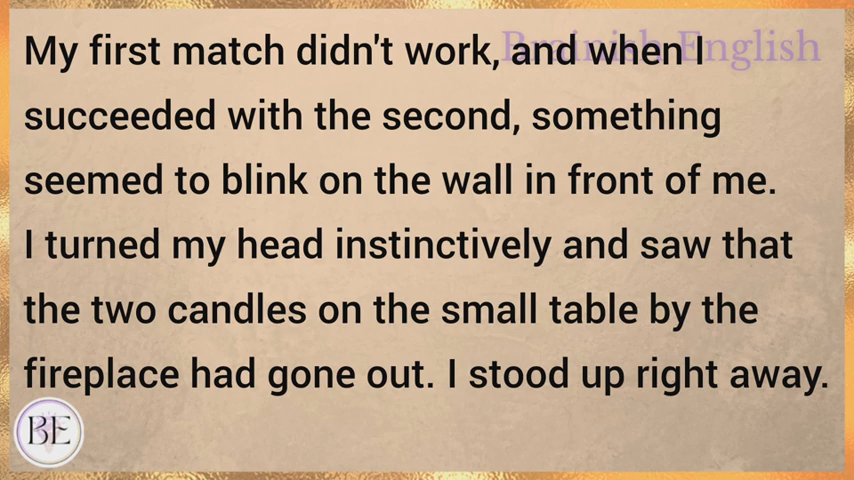 Brainish English
My first match didn't work, and when I
succeeded with the second, something
seemed to blink on the wall in front of me.
I turned my head instinctively and saw that
the two candles on the small table by the
fireplace had gone out. I stood up right away.
BE